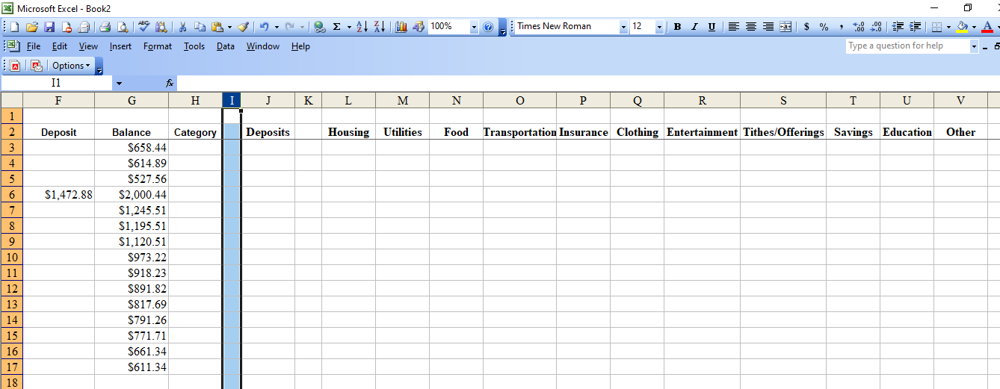 Microsoft Excel - Book2
ABC Σ 100% Times New Roman 12 B I U $ % ,
File Edit View Insert Format Tools Data Window Help Type a question for help
Options
I1 fx
F G H I J K L M N O P Q R S T U V
1
2 Deposit Balance Category Deposits Housing Utilities Food Transportation Insurance Clothing Entertainment Tithes/Offerings Savings Education Other
3 $658.44
4 $614.89
5 $527.56
6 $1,472.88 $2,000.44
7 $1,245.51
8 $1,195.51
9 $1,120.51
10 $973.22
11 $918.23
12 $891.82
13 $817.69
14 $791.26
15 $771.71
16 $661.34
17 $611.34
18